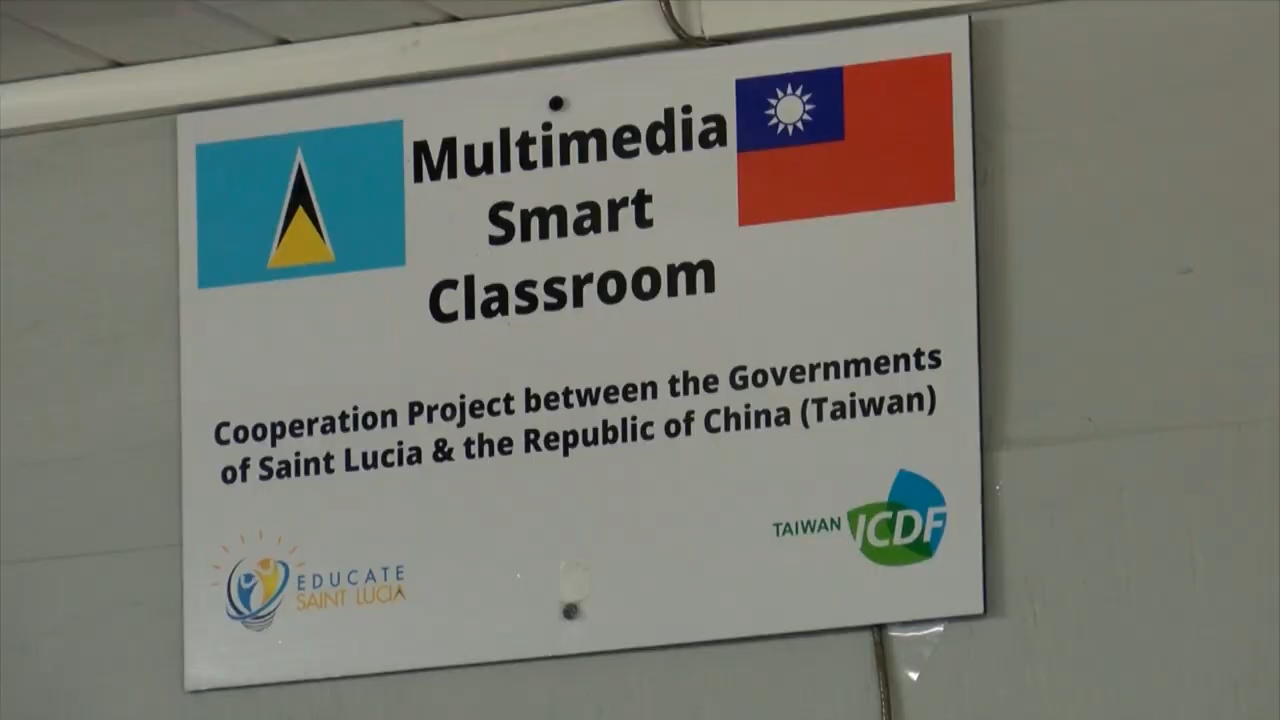 Multimedia
Smart
Classroom
Cooperation Project between the Governments
of Saint Lucia & the Republic of China (Taiwan)
EDUCATE
SAINT LUCIA
TAIWAN ICDF